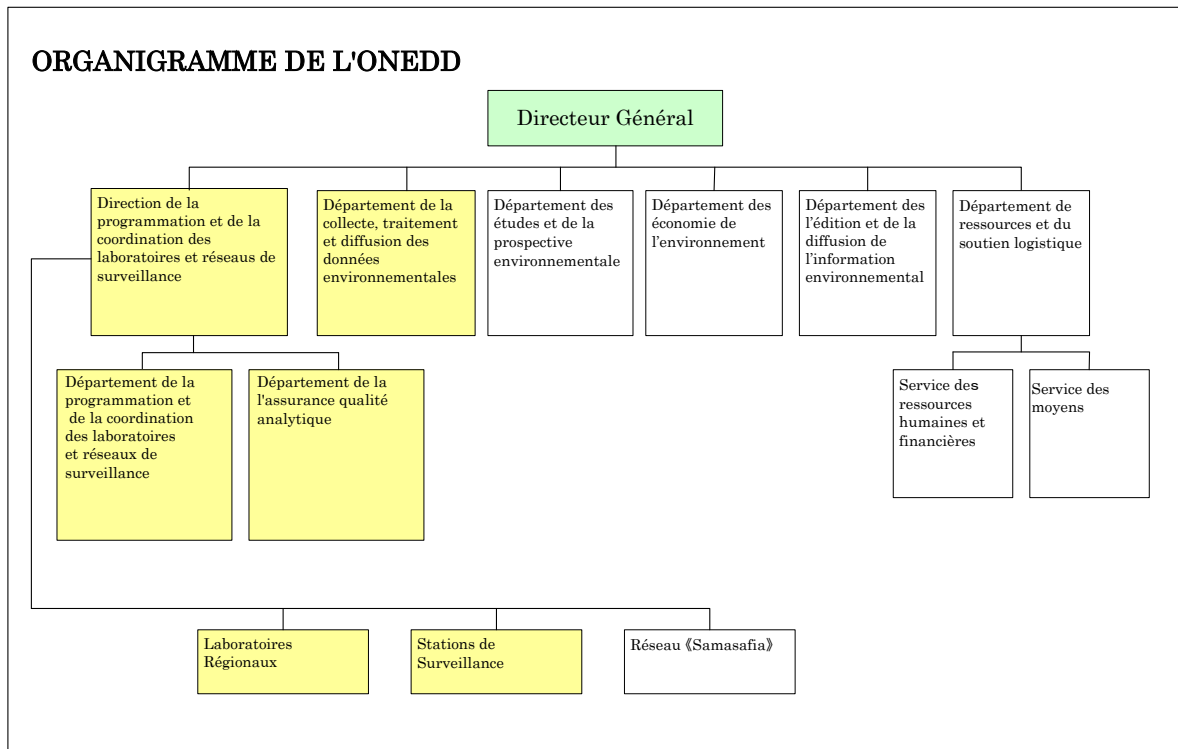 ORGANIGRAMME DE L'ONEDD
Directeur Général
Direction de la
programmation et de la
coordination des
laboratoires et réseaus de
surveillance
Département de la
collecte, traitement
et diffusion des
données
environnementales
Département des
études et de la
prospective
environnementale
Département des
économie de
l'environnement
Département des
l'édition et de la
diffusion de
l'information
environnemental
Département de
ressources et du
soutien logistique
Département de la
programmation et
de la coordination
des laboratoires
et réseaux de
surveillance
Département de la
l'assurance qualité
analytique
Service des
ressources
humaines et
financières
Service des
moyens
Laboratoires
Régionaux
Stations de
Surveillance
Réseau《Samasafia》